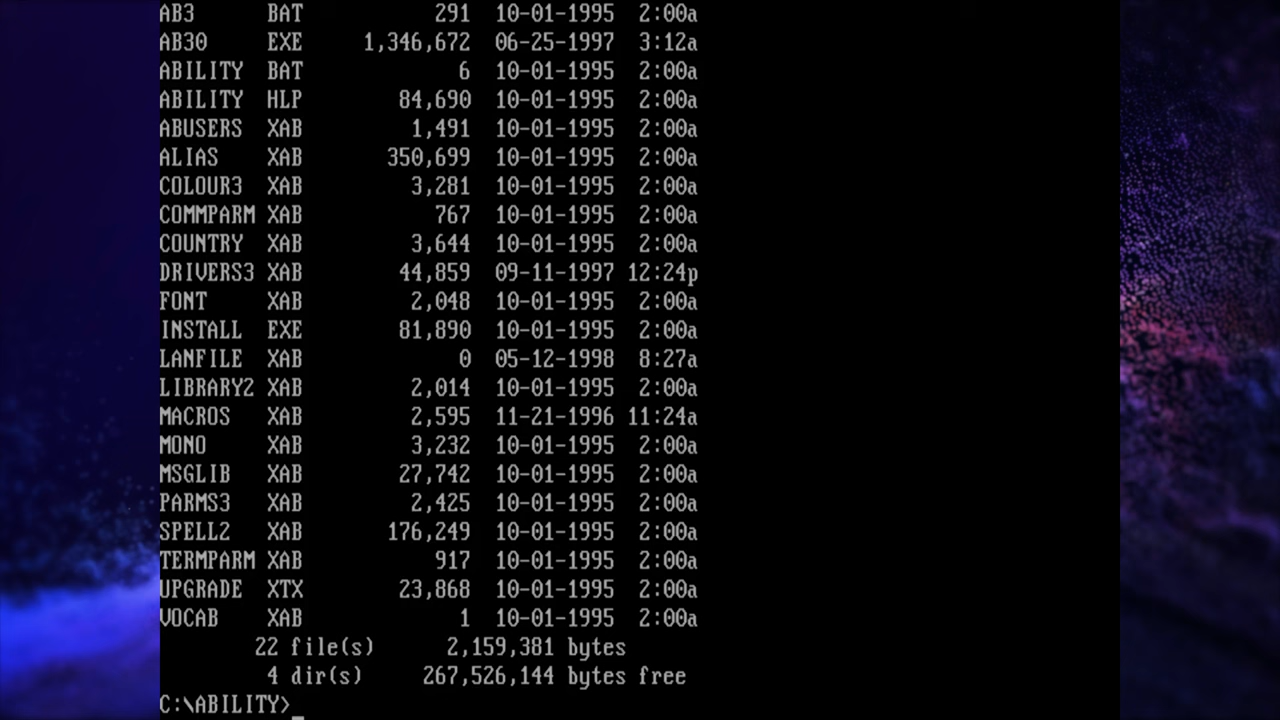 AB3 BAT 291 10-01-1995 2:00a
AB30 EXE 1,346,672 06-25-1997 3:12a
ABILITY BAT 6 10-01-1995 2:00a
ABILITY HLP 84,690 10-01-1995 2:00a
ABUSERS XAB 1,491 10-01-1995 2:00a
ALIAS XAB 350,699 10-01-1995 2:00a
COLOUR3 XAB 3,281 10-01-1995 2:00a
COMMPARM XAB 767 10-01-1995 2:00a
COUNTRY XAB 3,644 10-01-1995 2:00a
DRIVERS3 XAB 44,859 09-11-1997 12:24p
FONT XAB 2,048 10-01-1995 2:00a
INSTALL EXE 81,890 10-01-1995 2:00a
LANFILE XAB 0 05-12-1998 8:27a
LIBRARY2 XAB 2,014 10-01-1995 2:00a
MACROS XAB 2,595 11-21-1996 11:24a
MONO XAB 3,232 10-01-1995 2:00a
MSGLIB XAB 27,742 10-01-1995 2:00a
PARMS3 XAB 2,425 10-01-1995 2:00a
SPELL2 XAB 176,249 10-01-1995 2:00a
TERMPARM XAB 917 10-01-1995 2:00a
UPGRADE XTX 23,868 10-01-1995 2:00a
VOCAB XAB 1 10-01-1995 2:00a
22 file(s) 2,159,381 bytes
4 dir(s) 267,526,144 bytes free
C:\ABILITY>_